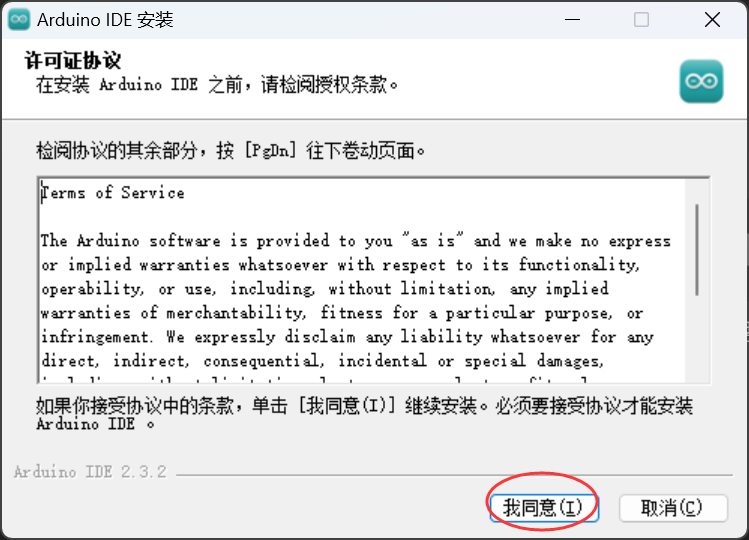 Arduino IDE 安装
许可证协议
在安装 Arduino IDE 之前，请检阅授权条款。
检阅协议的其余部分，按 [PgDn] 往下卷动页面。
Terms of Service
The Arduino software is provided to you "as is" and we make no express
or implied warranties whatsoever with respect to its functionality,
operability, or use, including, without limitation, any implied
warranties of merchantability, fitness for a particular purpose, or
infringement. We expressly disclaim any liability whatsoever for any
direct, indirect, consequential, incidental or special damages,
如果你接受协议中的条款，单击 [我同意(I)] 继续安装。必须要接受协议才能安装
Arduino IDE 。
Arduino IDE 2.3.2
我同意(I)
取消(C)